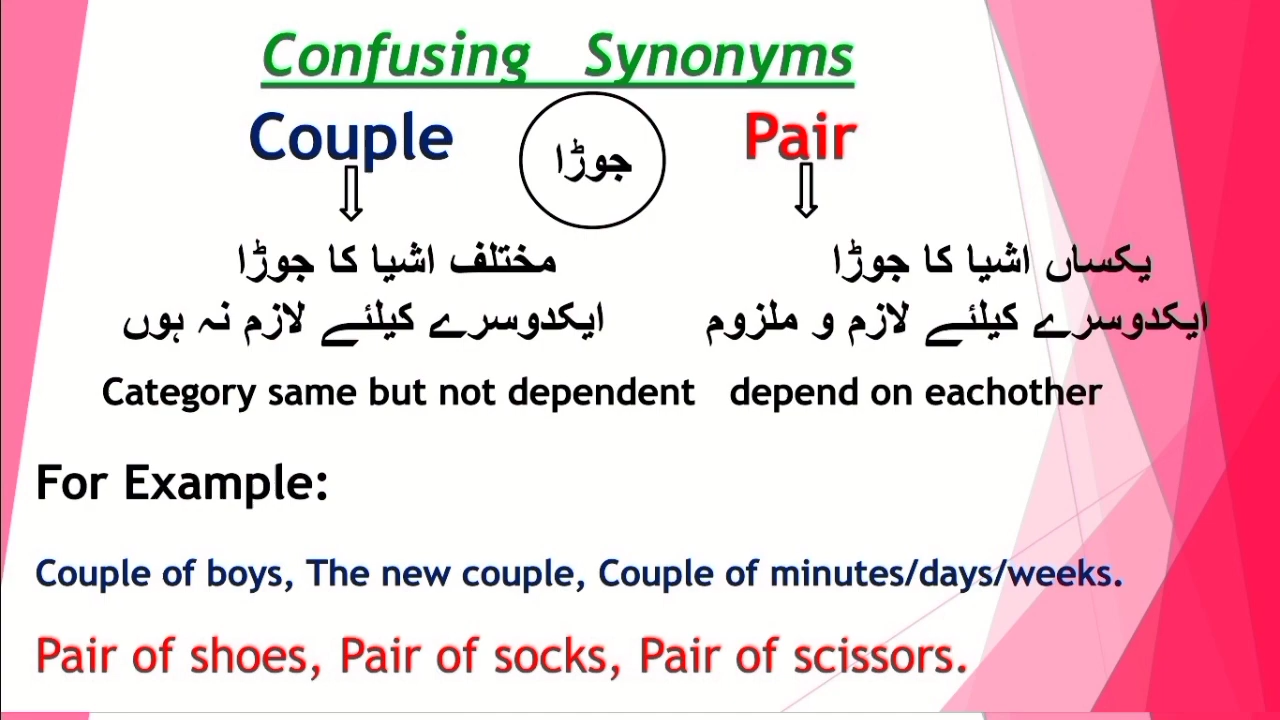 Confusing Synonyms
Couple جوڑا Pair
مختلف اشیا کا جوڑا یکساں اشیا کا جوڑا
ایکدوسرے کیلئے لازم نہ ہوں ایکدوسرے کیلئے لازم و ملزوم
Category same but not dependent depend on eachother
For Example:
Couple of boys, The new couple, Couple of minutes/days/weeks.
Pair of shoes, Pair of socks, Pair of scissors.